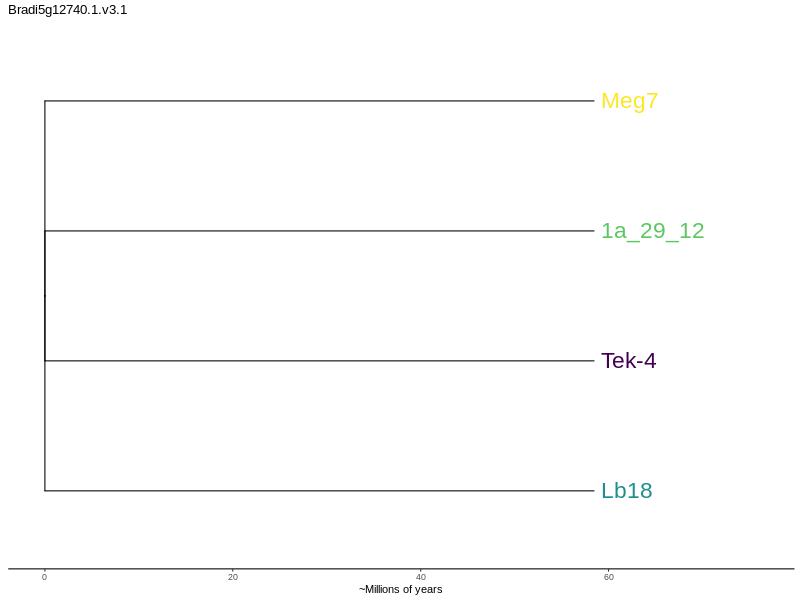 Bradi5g12740.1.v3.1
Meg7
1a_29_12
Tek-4
Lb18
0 20 40 60
~Millions of years